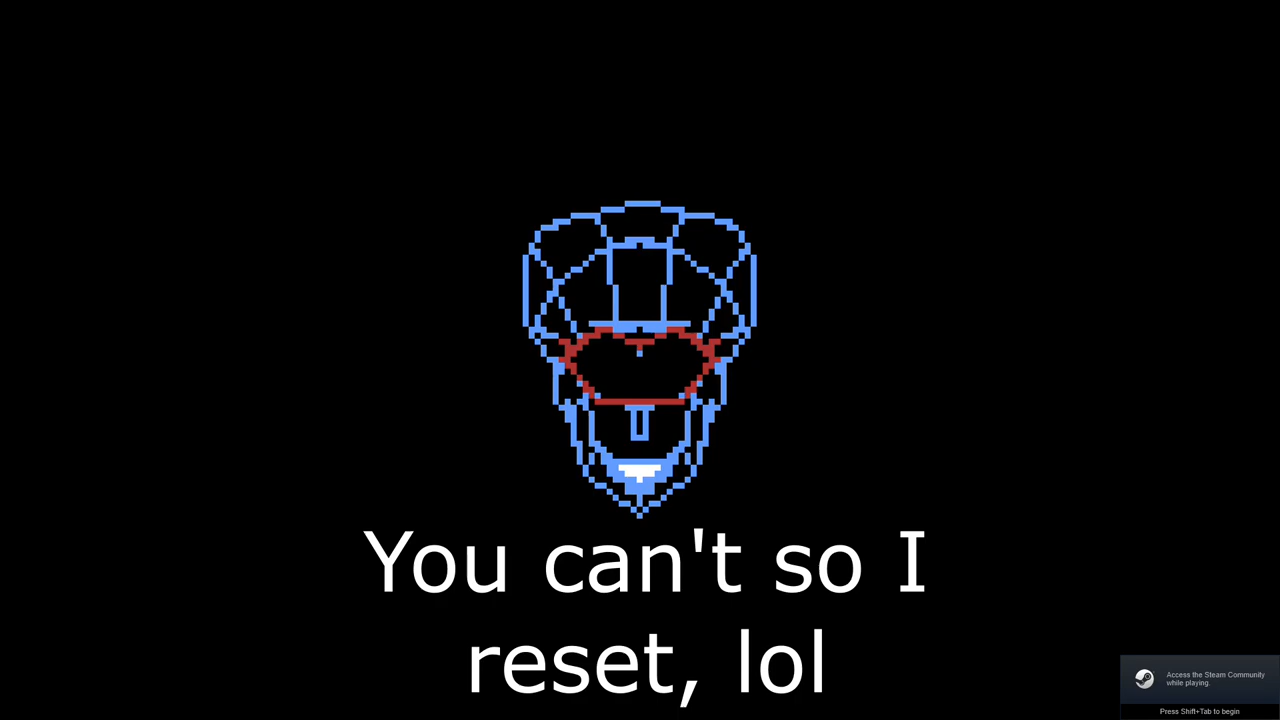 You can't so I
reset, lol
Access the Steam Community
while playing.
Press Shift+Tab to begin